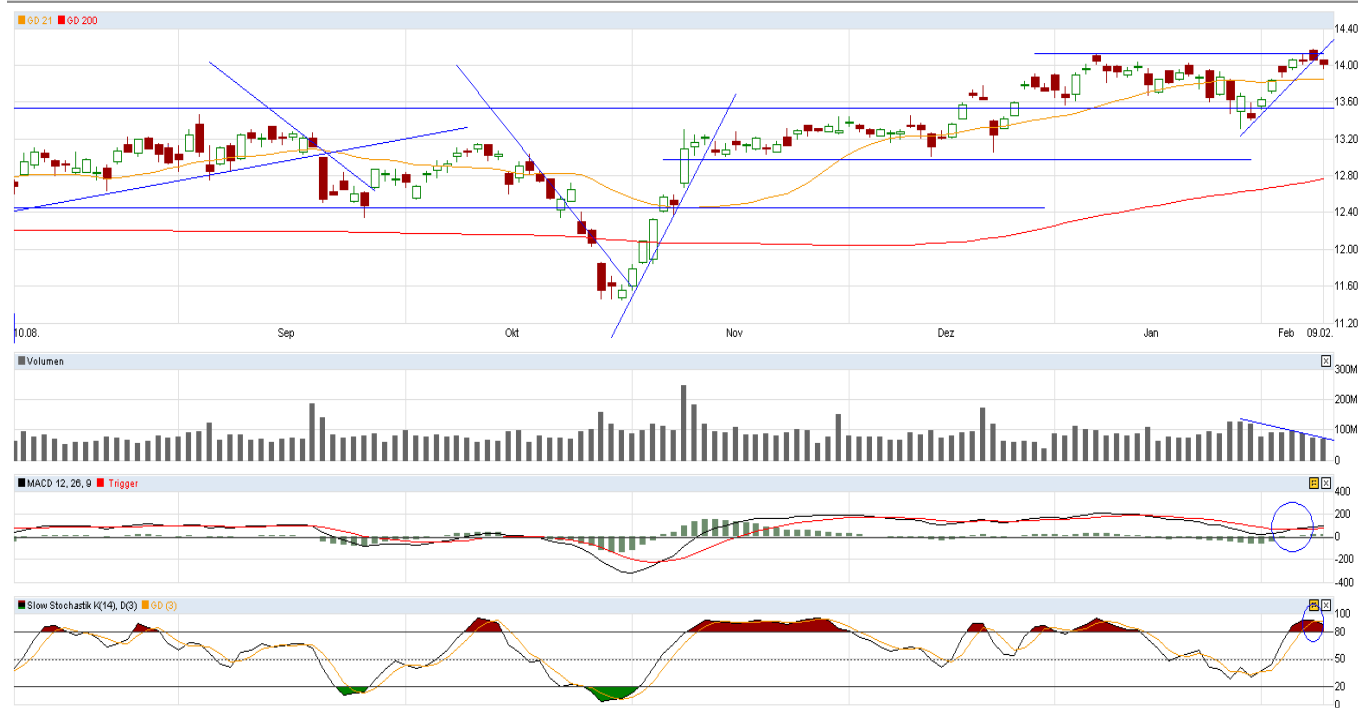 GD 21 GD 200
14.40
14.00
13.60
13.20
12.80
12.40
12.00
11.60
11.20
10.08. Sep Okt Nov Dez Jan Feb 09.02.
Volumen X
300M
200M
100M
0
MACD 12, 26, 9 Trigger X
400
200
0
-200
-400
Slow Stochastik K(14), D(3) GD (3) X
100
80
50
20
0